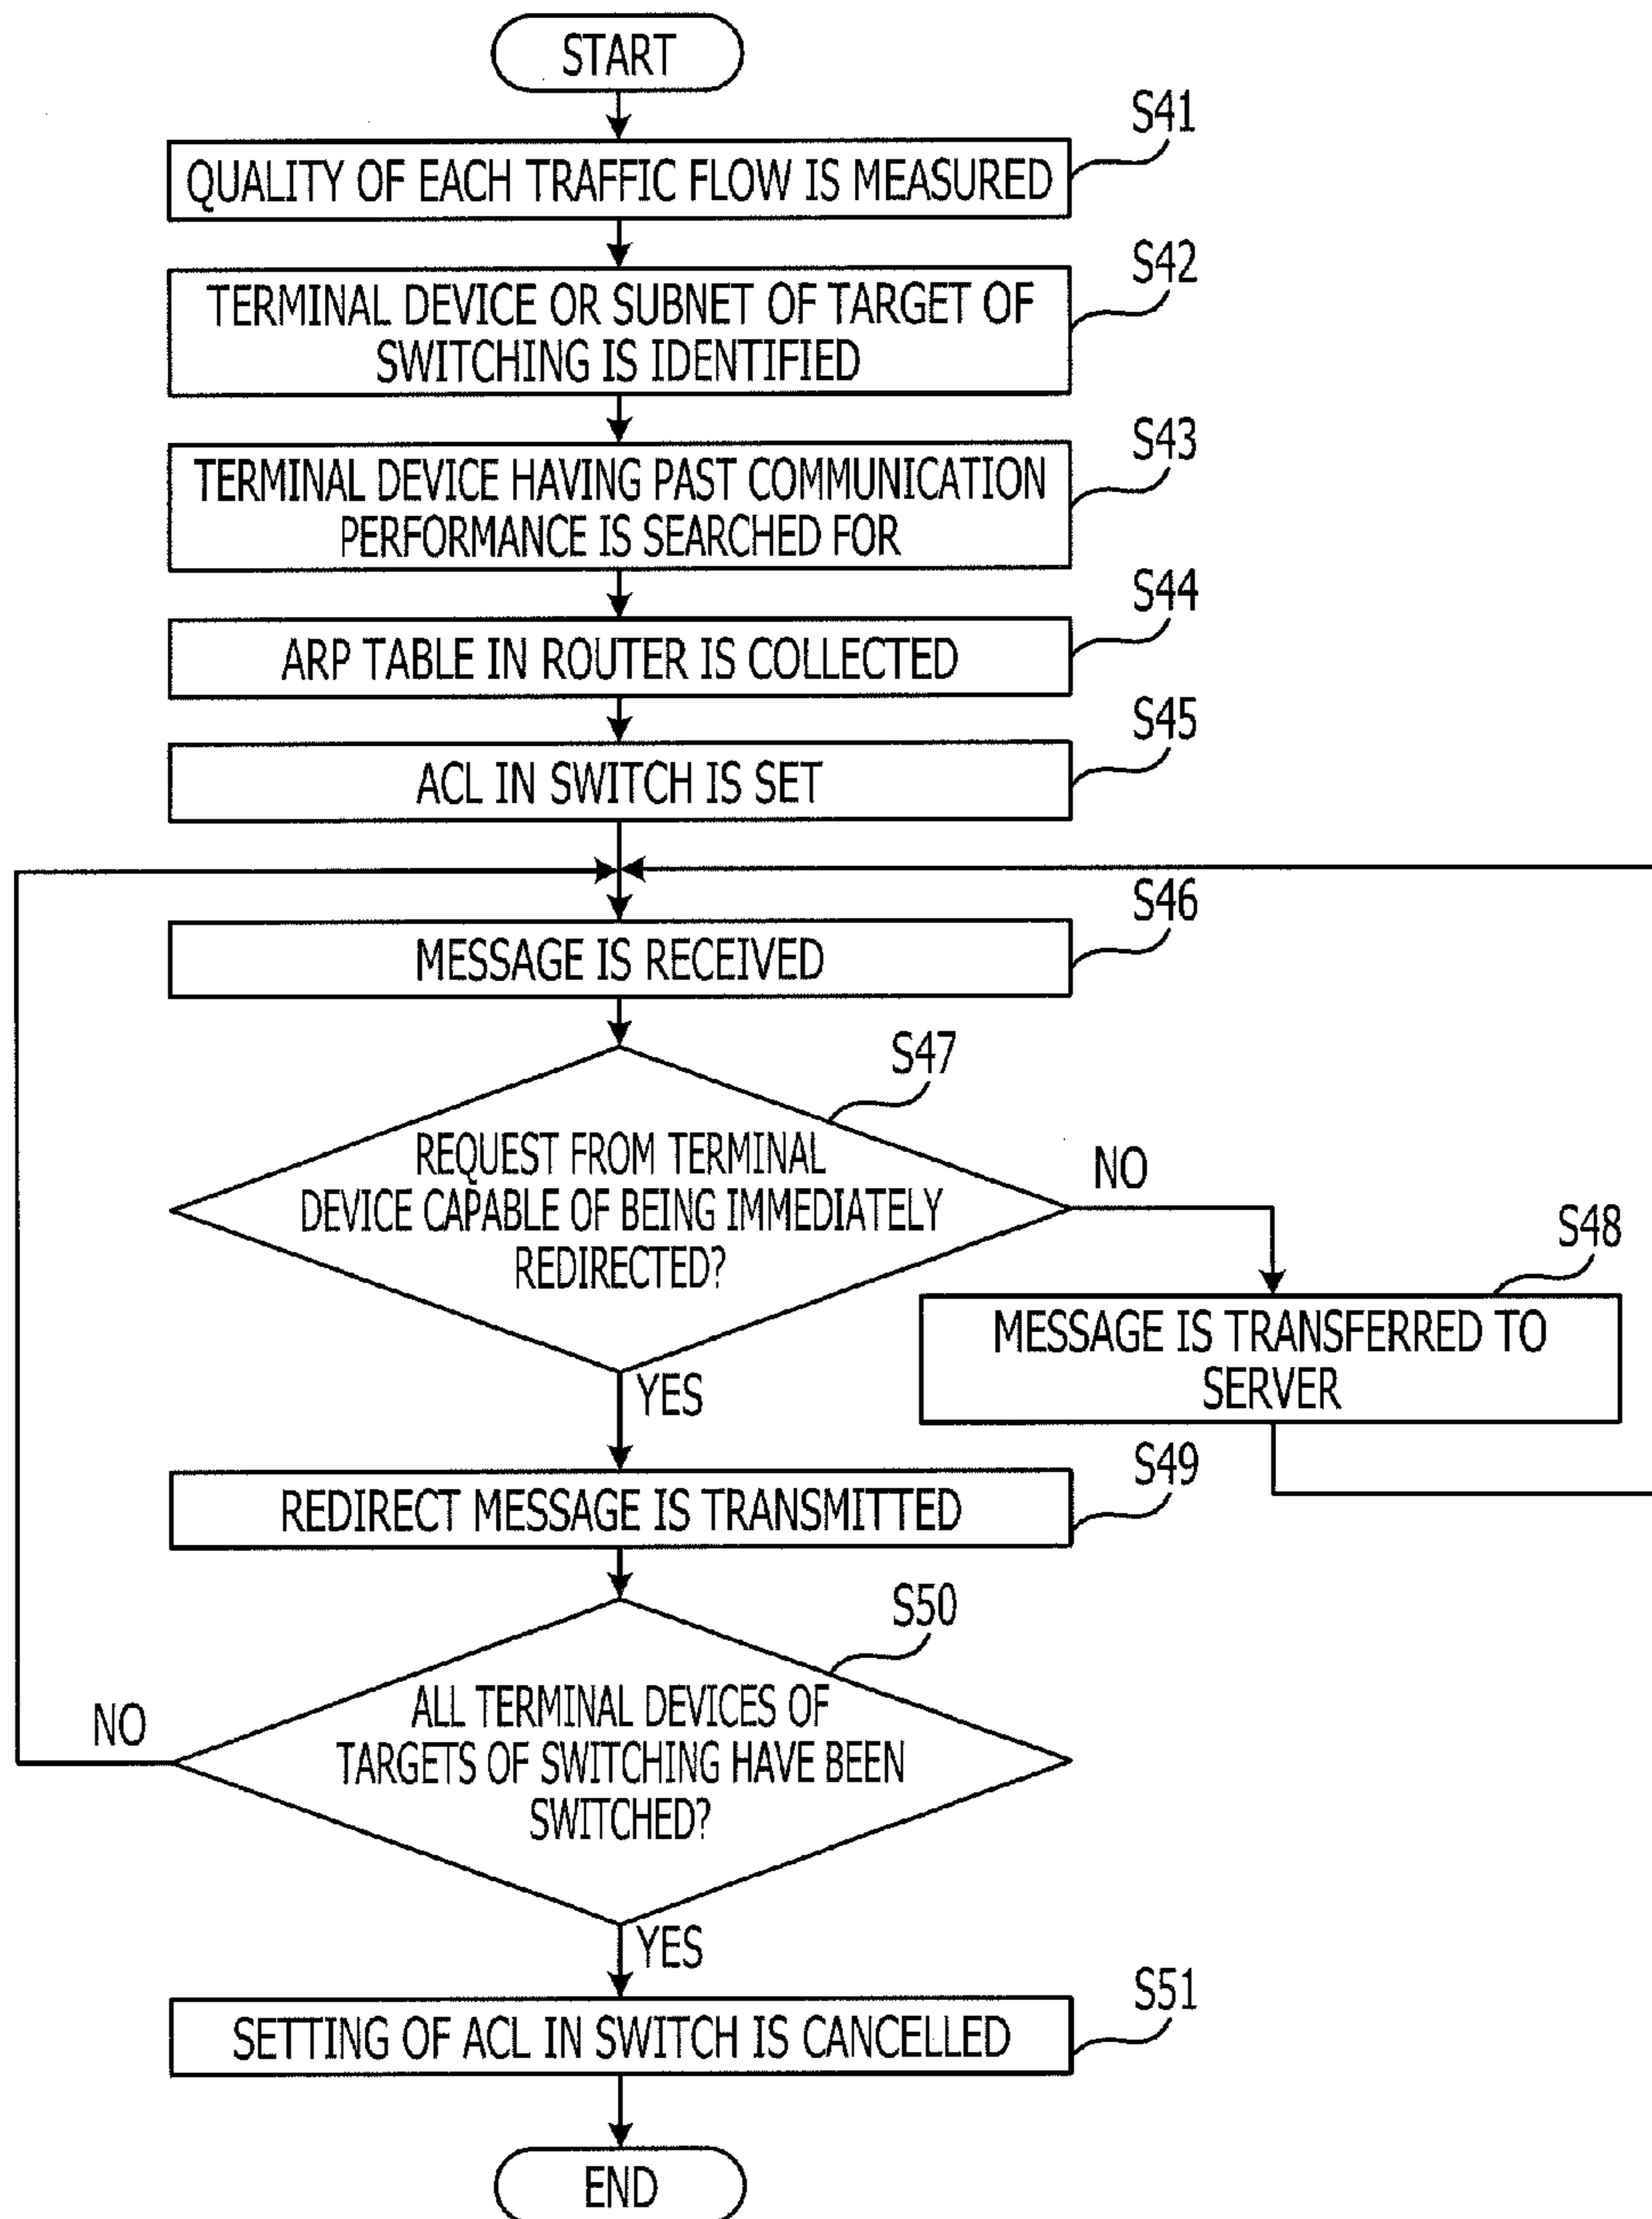 START
S41
QUALITY OF EACH TRAFFIC FLOW IS MEASURED
S42
TERMINAL DEVICE OR SUBNET OF TARGET OF
SWITCHING IS IDENTIFIED
S43
TERMINAL DEVICE HAVING PAST COMMUNICATION
PERFORMANCE IS SEARCHED FOR
S44
ARP TABLE IN ROUTER IS COLLECTED
S45
ACL IN SWITCH IS SET
S46
MESSAGE IS RECEIVED
S47
REQUEST FROM TERMINAL
DEVICE CAPABLE OF BEING IMMEDIATELY
REDIRECTED?
NO
S48
MESSAGE IS TRANSFERRED TO
SERVER
YES
S49
REDIRECT MESSAGE IS TRANSMITTED
S50
ALL TERMINAL DEVICES OF
TARGETS OF SWITCHING HAVE BEEN
SWITCHED?
NO
YES
S51
SETTING OF ACL IN SWITCH IS CANCELLED
END